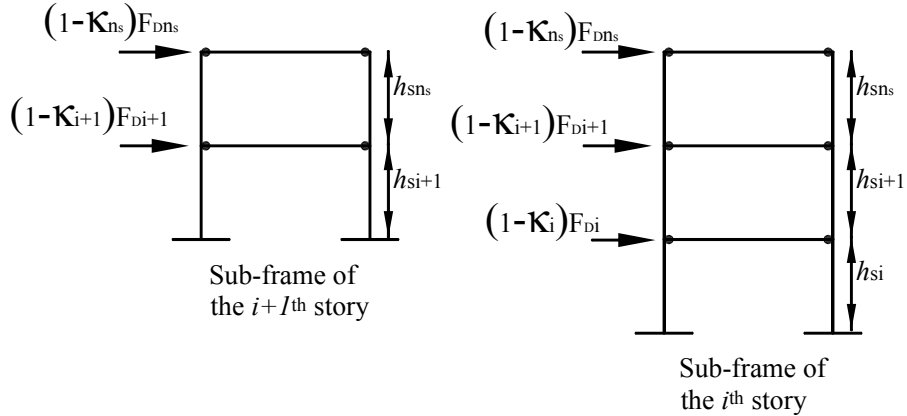 (1-κnₛ)FDnₛ
hsnₛ
(1-κi+1)FDi+1
hsi+1
Sub-frame of
the i+1th story
(1-κnₛ)FDnₛ
hsnₛ
(1-κi+1)FDi+1
hsi+1
(1-κi)FDi
hsi
Sub-frame of
the ith story